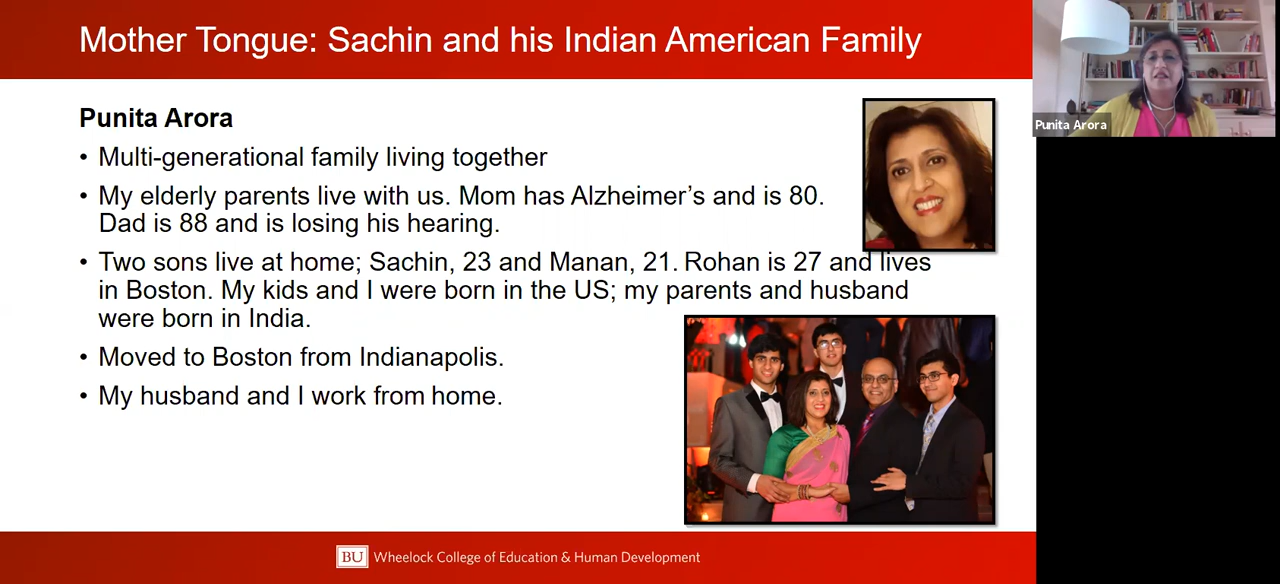 Mother Tongue: Sachin and his Indian American Family
Punita Arora
Punita Arora
• Multi-generational family living together
• My elderly parents live with us. Mom has Alzheimer’s and is 80.
Dad is 88 and is losing his hearing.
• Two sons live at home; Sachin, 23 and Manan, 21. Rohan is 27 and lives
in Boston. My kids and I were born in the US; my parents and husband
were born in India.
• Moved to Boston from Indianapolis.
• My husband and I work from home.
BU Wheelock College of Education & Human Development